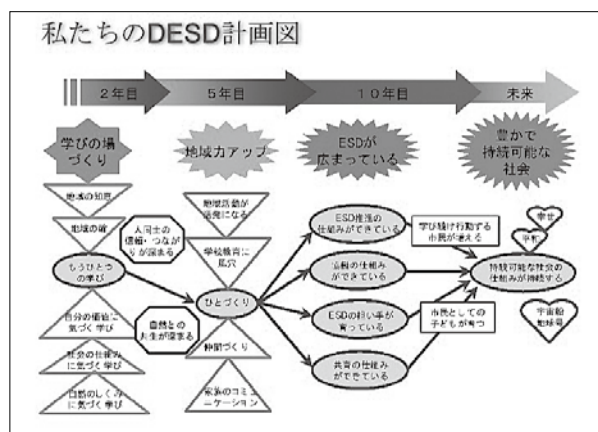 私たちのDESD計画図
2年目
5年目
10年目
未来
学びの場
づくり
地域力アップ
ESDが
広まっている
豊かで
持続可能な
社会
地域の知恵
地域の
もうひとつ
の学び
自分の価値に
気づく学び
社会の仕組み
に気づく学び
自然のしくみ
に気づく学び
人同士の
信頼・つなが
りが深まる
自然との
共生が深まる
地域活動が
活発になる
学校教育に
風穴
ひとづくり
仲間づくり
家族のコミュ
ニケーション
ESD推進の
仕組みができている
協働の仕組み
ができている
ESDの担い手が
育っている
共育の仕組み
ができている
学び続け行動する
市民が増える
市民としての
子どもが育つ
幸せ
平和
持続可能な社会の
仕組みが持続する
宇宙船
地球号